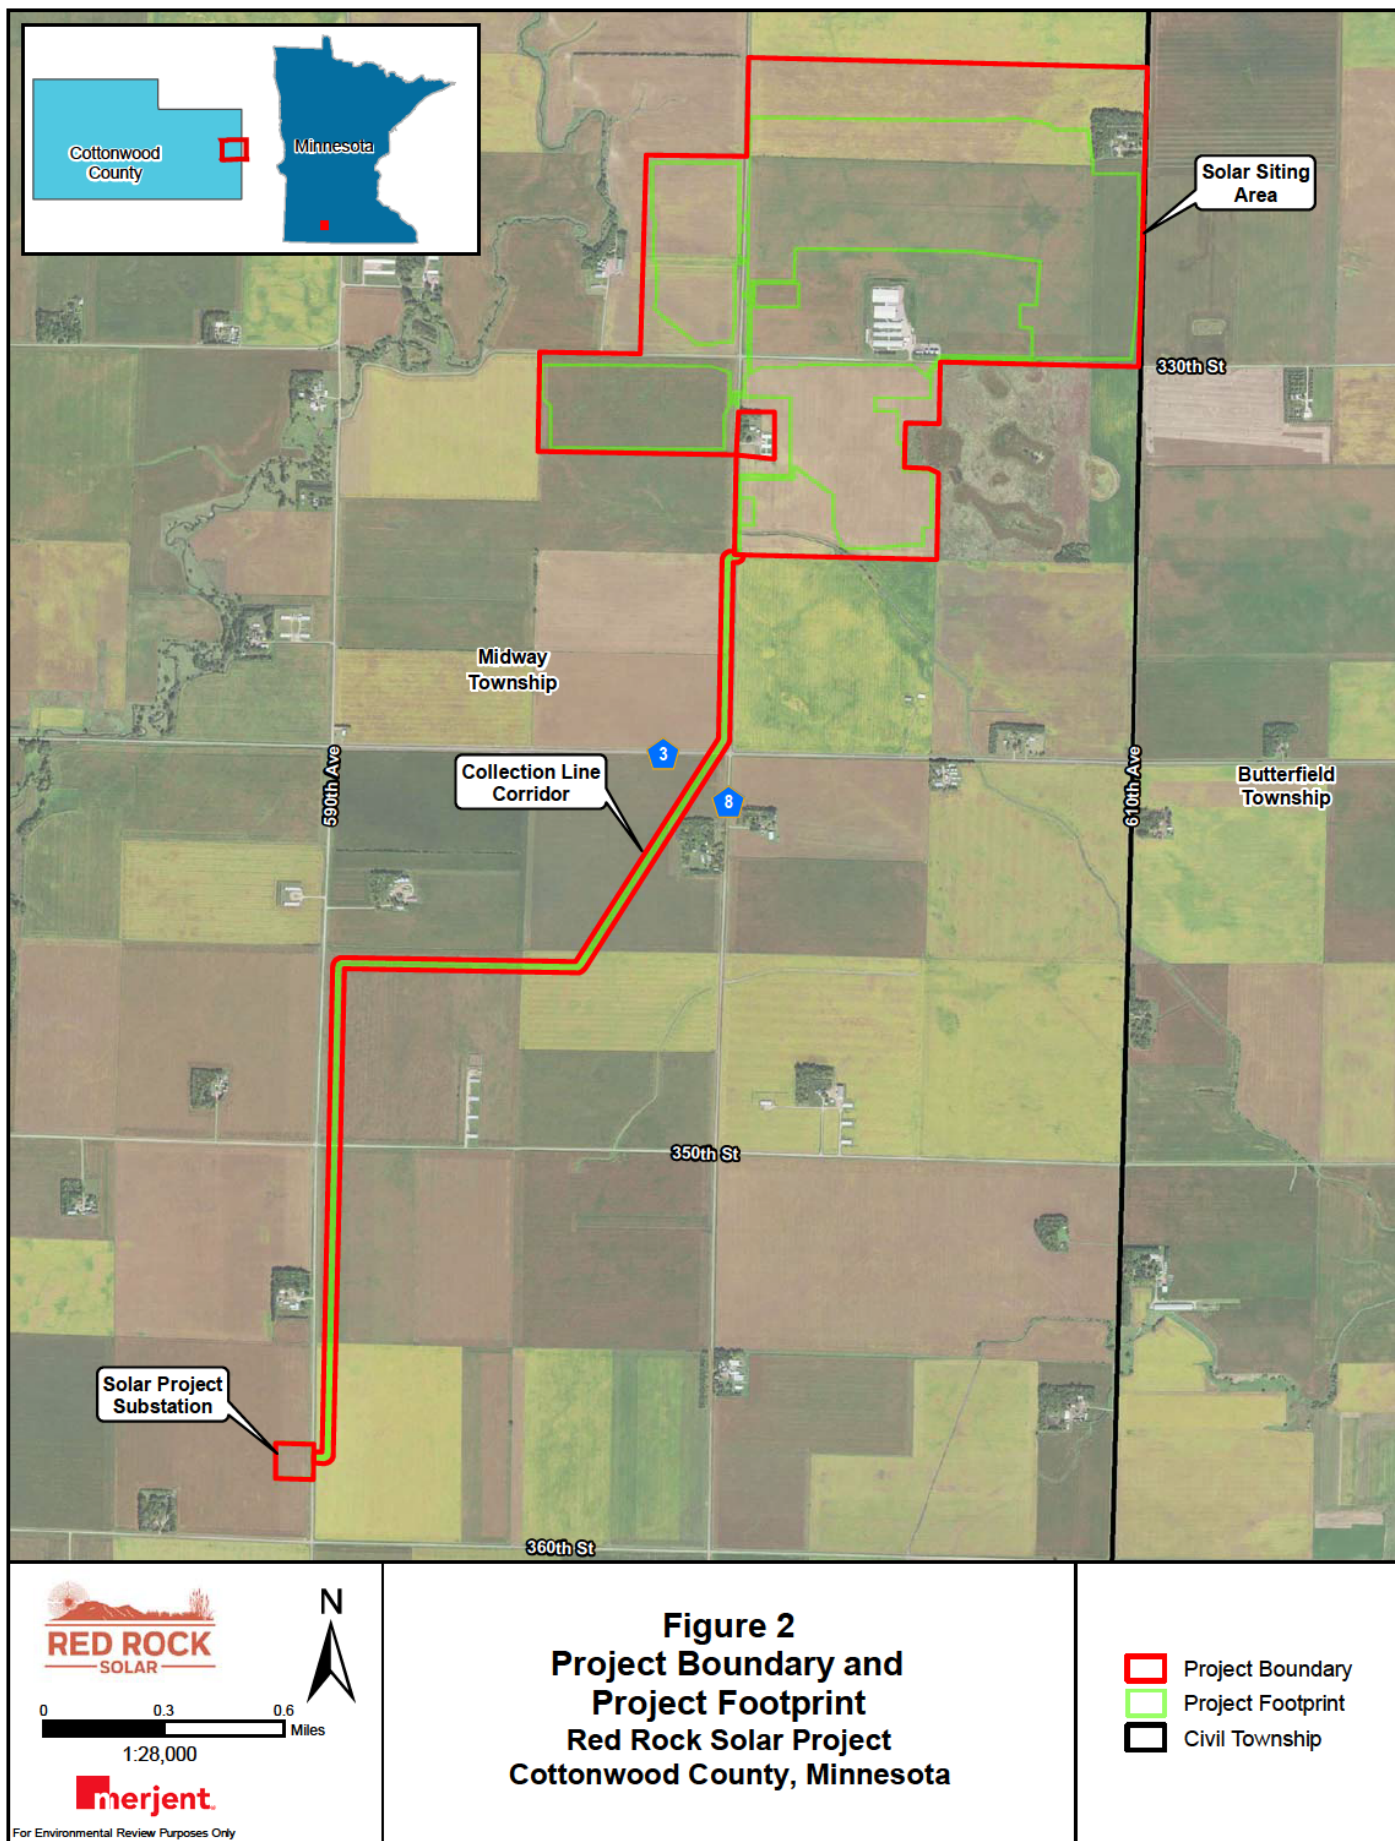 Cottonwood
County
Minnesota
Solar Siting
Area
330th St
Midway
Township
3
Collection Line
Corridor
8
590th Ave
610th Ave
Butterfield
Township
350th St
Solar Project
Substation
360th St
RED ROCK
SOLAR
N
0 0.3 0.6
Miles
1:28,000
merjent
For Environmental Review Purposes Only
Figure 2
Project Boundary and
Project Footprint
Red Rock Solar Project
Cottonwood County, Minnesota
Project Boundary
Project Footprint
Civil Township